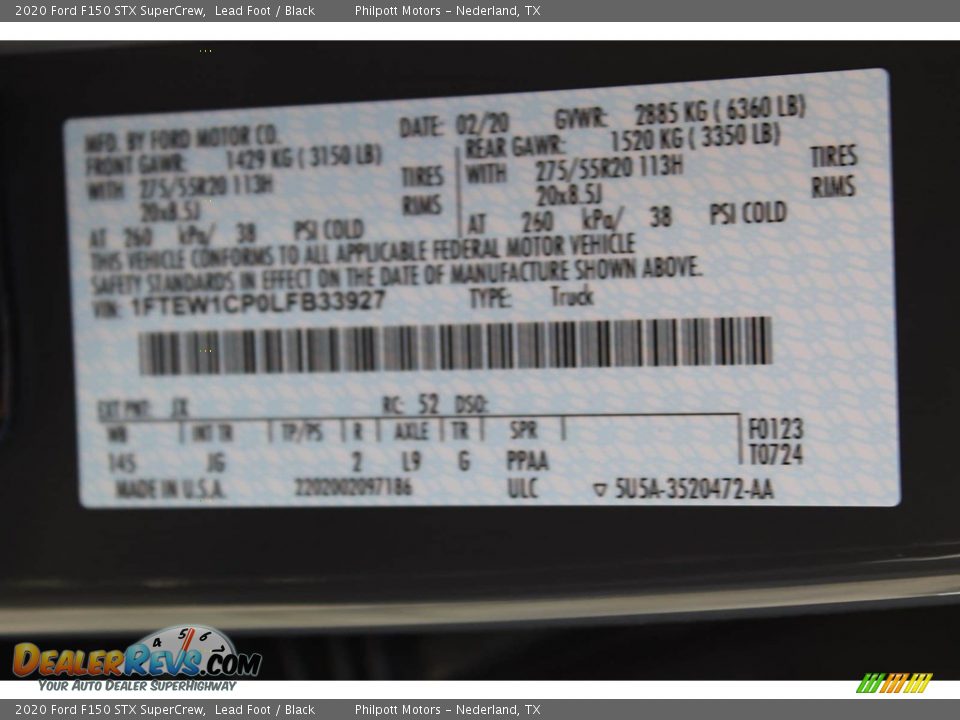 2020 Ford F150 STX SuperCrew, Lead Foot / Black Philpott Motors - Nederland, TX
MFD. BY FORD MOTOR CO. DATE: 02/20 GVWR: 2885 KG ( 6360 LB)
FRONT GAWR: 1429 KG ( 3150 LB) REAR GAWR: 1520 KG ( 3350 LB)
WITH 275/55R20 113H TIRES WITH 275/55R20 113H TIRES
20x8.5J RIMS 20x8.5J RIMS
AT 260 kPa/ 38 PSI COLD AT 260 kPa/ 38 PSI COLD
THIS VEHICLE CONFORMS TO ALL APPLICABLE FEDERAL MOTOR VEHICLE
SAFETY STANDARDS IN EFFECT ON THE DATE OF MANUFACTURE SHOWN ABOVE.
VIN: 1FTEW1CP0LFB33927 TYPE: Truck
EXT PNT: JX RC: 52 DSO:
WB INT TR TP/PS R AXLE TR SPR F0123
145 JG 2 L9 G PPAA T0724
MADE IN U.S.A. 2202002097186 ULC ▽ 5U5A-3520472-AA
4 5 6
DEALERREVS.COM
YOUR AUTO DEALER SUPERHIGHWAY
2020 Ford F150 STX SuperCrew, Lead Foot / Black Philpott Motors - Nederland, TX